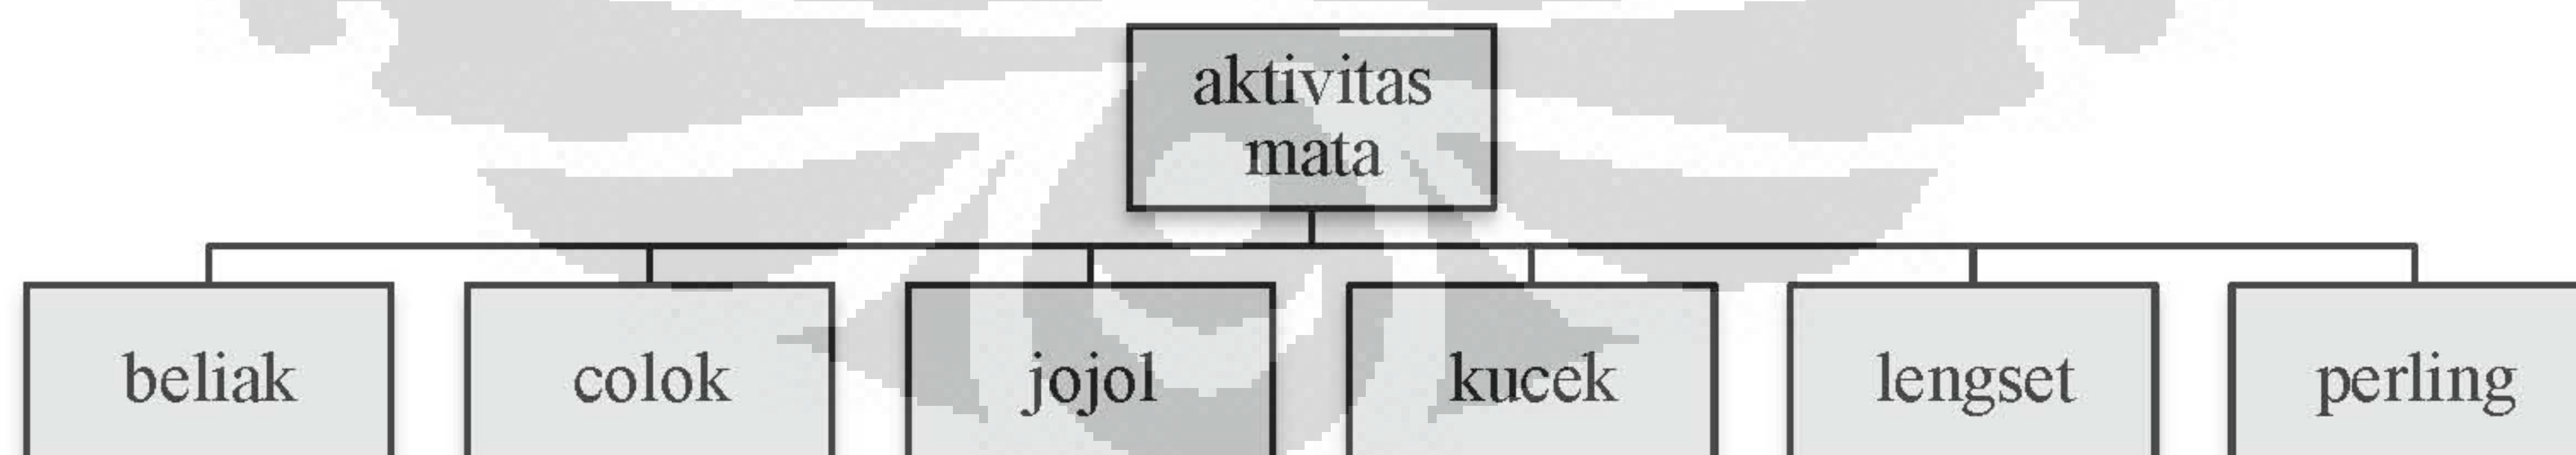 aktivitas
mata
beliak colok jojol kucek lengset perling